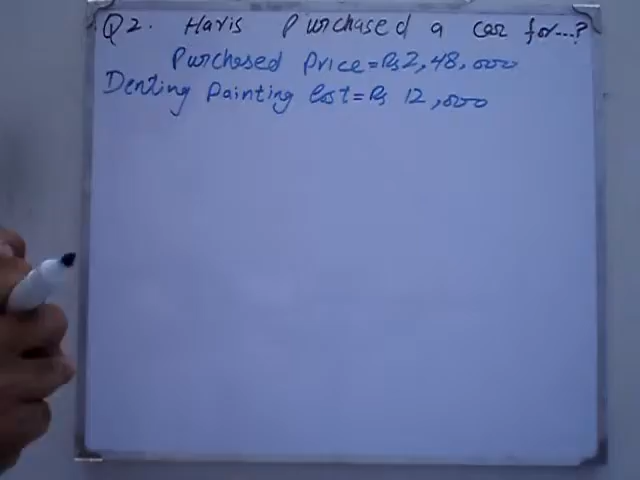 Q2. Haris Purchased a car for...?
Purchased Price = Rs 2,48,000
Denting Painting Cost = Rs 12,000